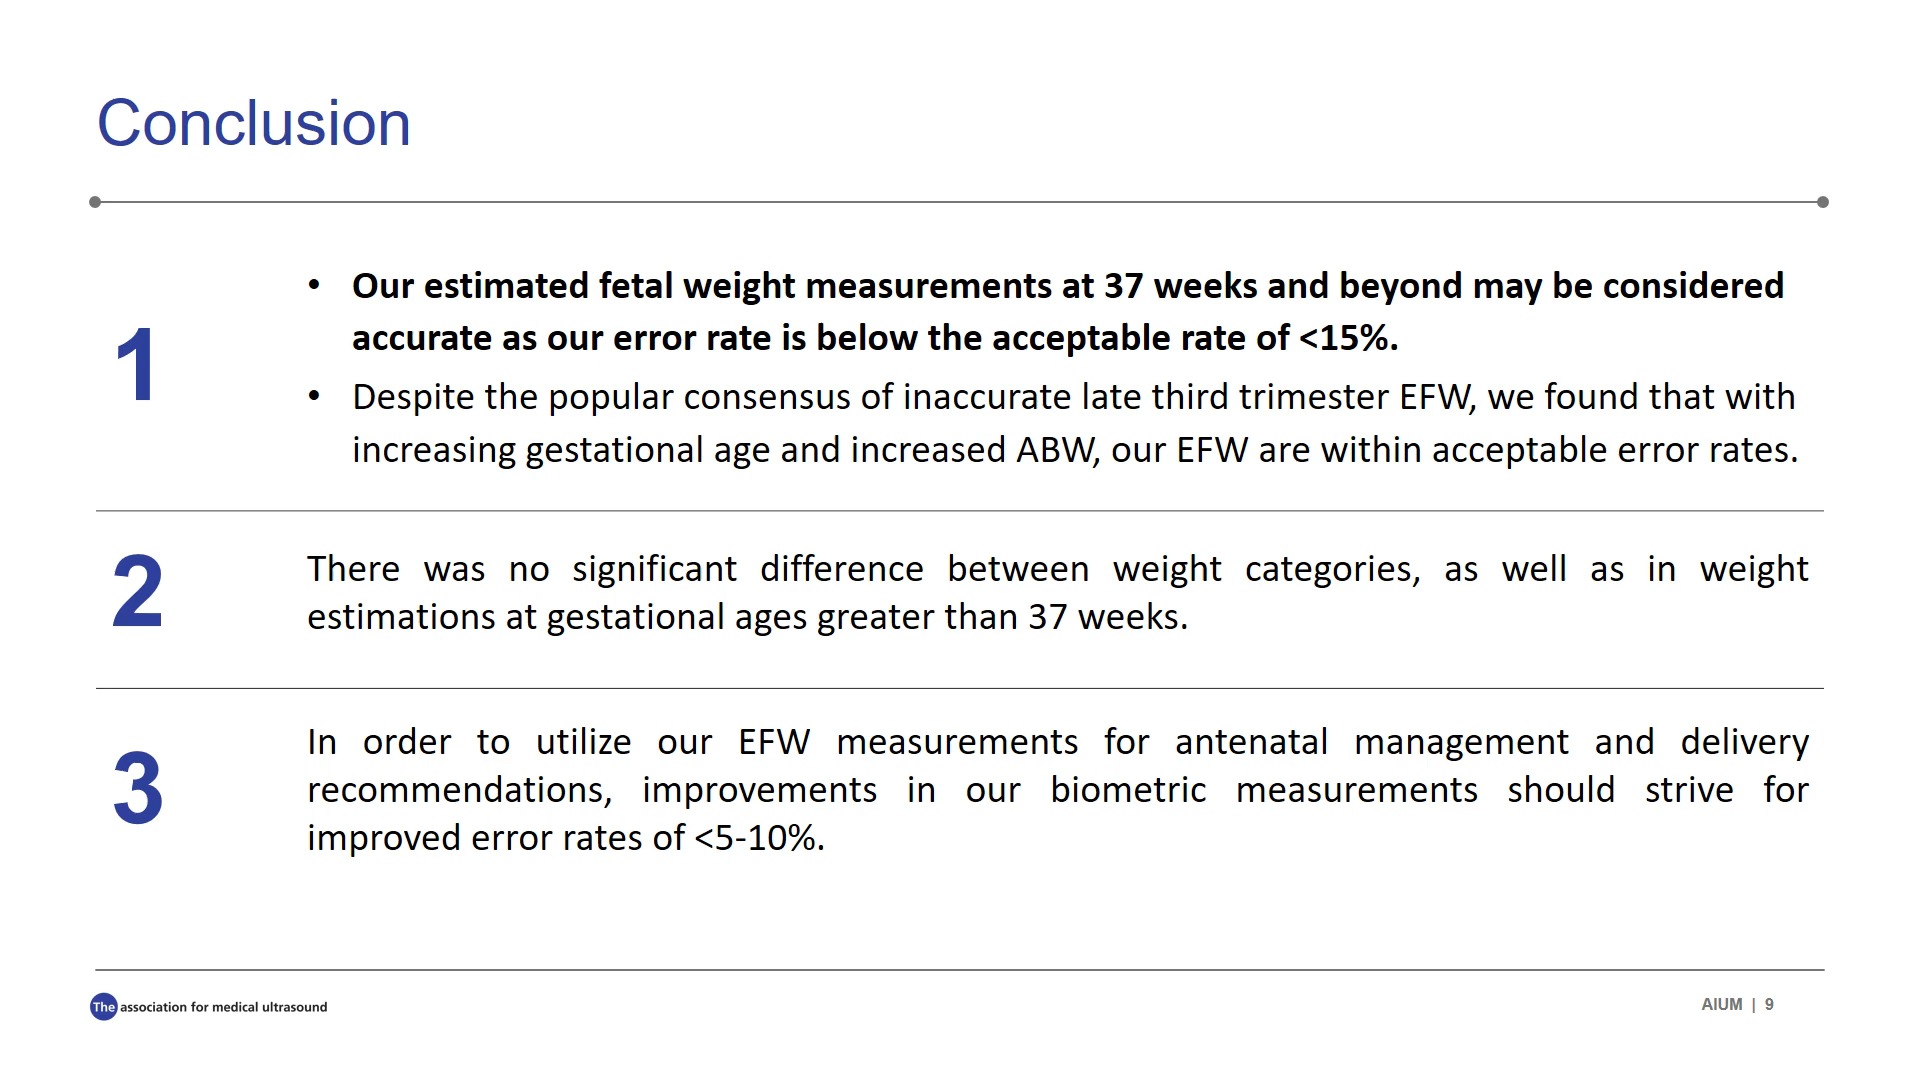 Conclusion
1
• Our estimated fetal weight measurements at 37 weeks and beyond may be considered
accurate as our error rate is below the acceptable rate of <15%.
• Despite the popular consensus of inaccurate late third trimester EFW, we found that with
increasing gestational age and increased ABW, our EFW are within acceptable error rates.
2
There was no significant difference between weight categories, as well as in weight
estimations at gestational ages greater than 37 weeks.
3
In order to utilize our EFW measurements for antenatal management and delivery
recommendations, improvements in our biometric measurements should strive for
improved error rates of <5-10%.
The association for medical ultrasound
AIUM | 9